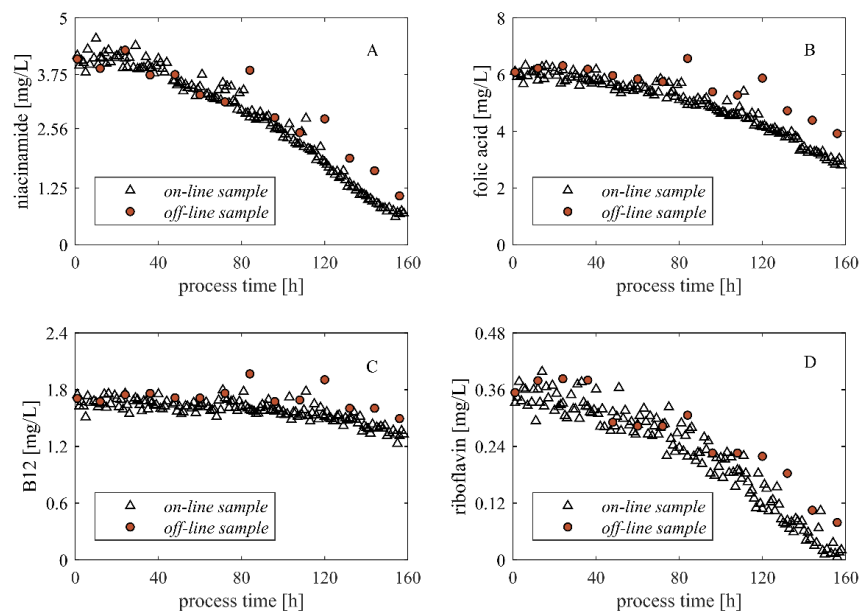 A
niacinamide [mg/L]
5
3.75
2.56
1.25
0
on-line sample
off-line sample
0 40 80 120 160
process time [h]
B
folic acid [mg/L]
8
6
4
2
0
on-line sample
off-line sample
0 40 80 120 160
process time [h]
C
B12 [mg/L]
2.4
1.8
1.2
0.6
0
on-line sample
off-line sample
0 40 80 120 160
process time [h]
D
riboflavin [mg/L]
0.48
0.36
0.24
0.12
0
on-line sample
off-line sample
0 40 80 120 160
process time [h]